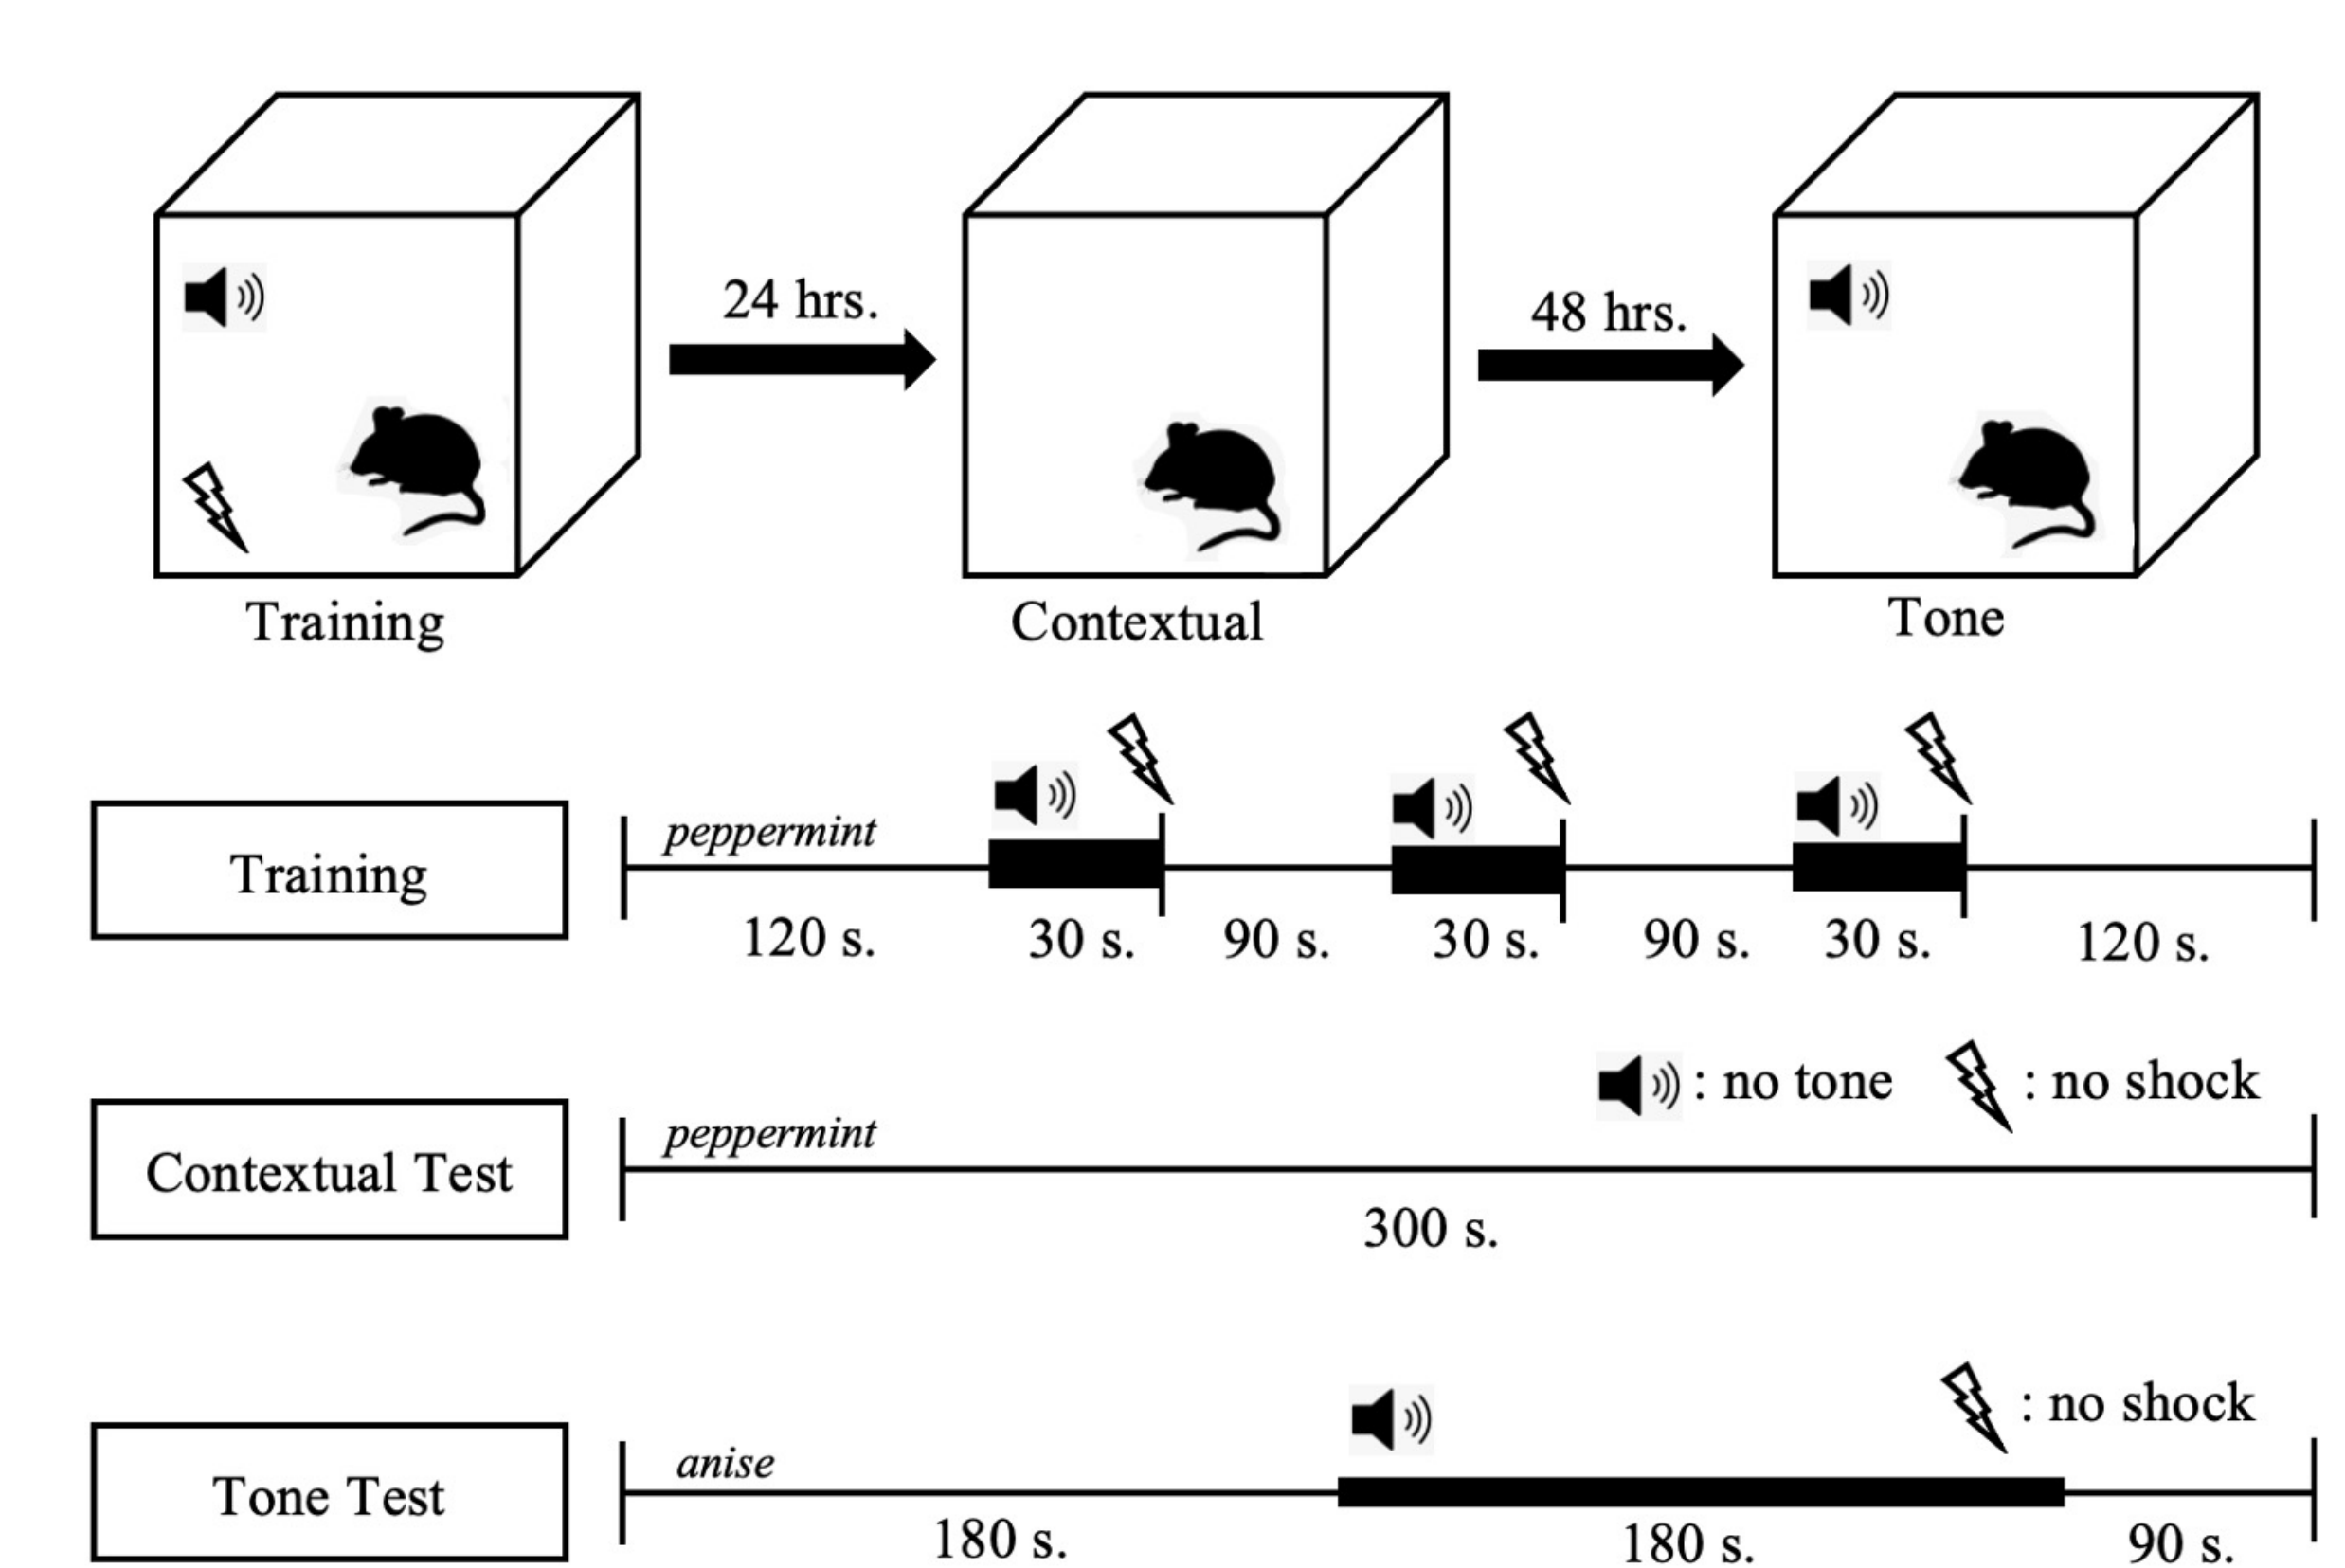 24 hrs.
48 hrs.
Training
Contextual
Tone
Training
peppermint
120 s.
30 s.
90 s.
30 s.
90 s.
30 s.
120 s.
: no tone
: no shock
Contextual Test
peppermint
300 s.
: no shock
Tone Test
anise
180 s.
180 s.
90 s.